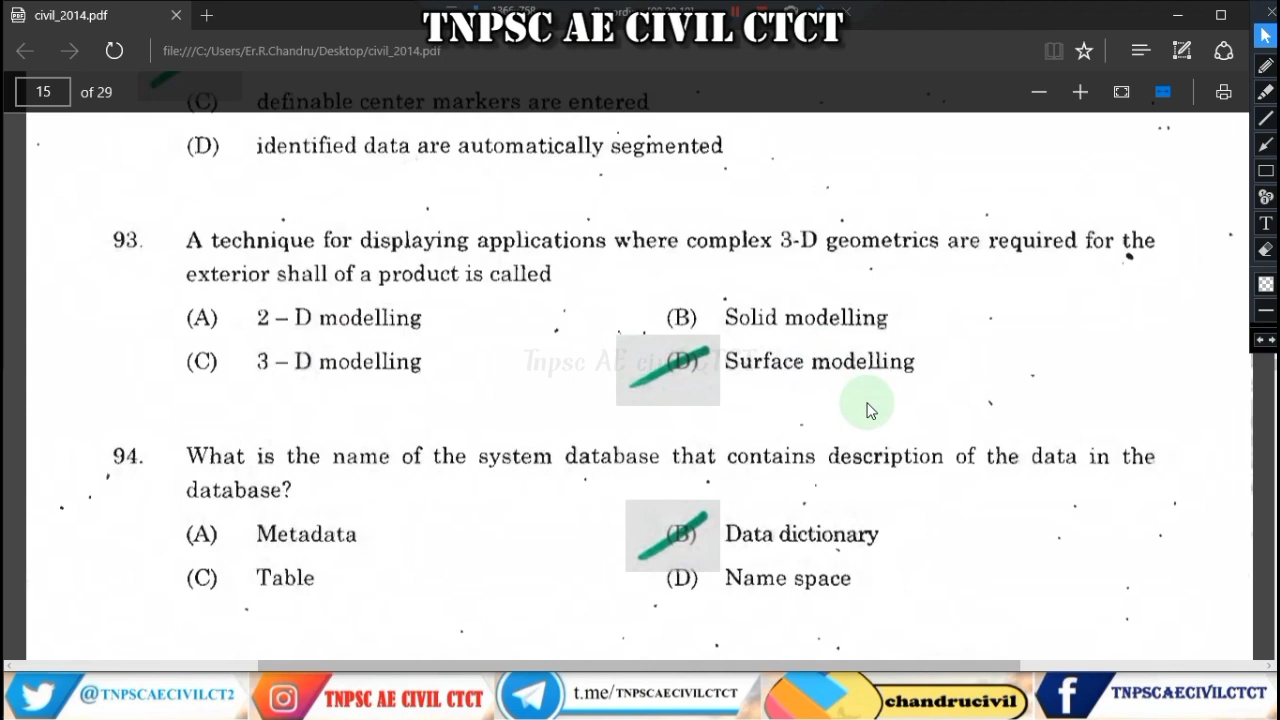 civil_2014.pdf
TNPSC AE CIVIL CTCT
file:///C:/Users/Er.R.Chandru/Desktop/civil_2014.pdf
15 of 29
(C) definable center markers are entered
(D) identified data are automatically segmented
93. A technique for displaying applications where complex 3-D geometrics are required for the
exterior shall of a product is called
(A) 2 – D modelling (B) Solid modelling
(C) 3 – D modelling (D) Surface modelling
Tnpsc AE civil CTCT
94. What is the name of the system database that contains description of the data in the
database?
(A) Metadata (B) Data dictionary
(C) Table (D) Name space
@TNPSCAECIVILCT2 TNPSC AE CIVIL CTCT t.me/TNPSCAECIVILCTCT chandrucivil TNPSCAECIVILCTCT